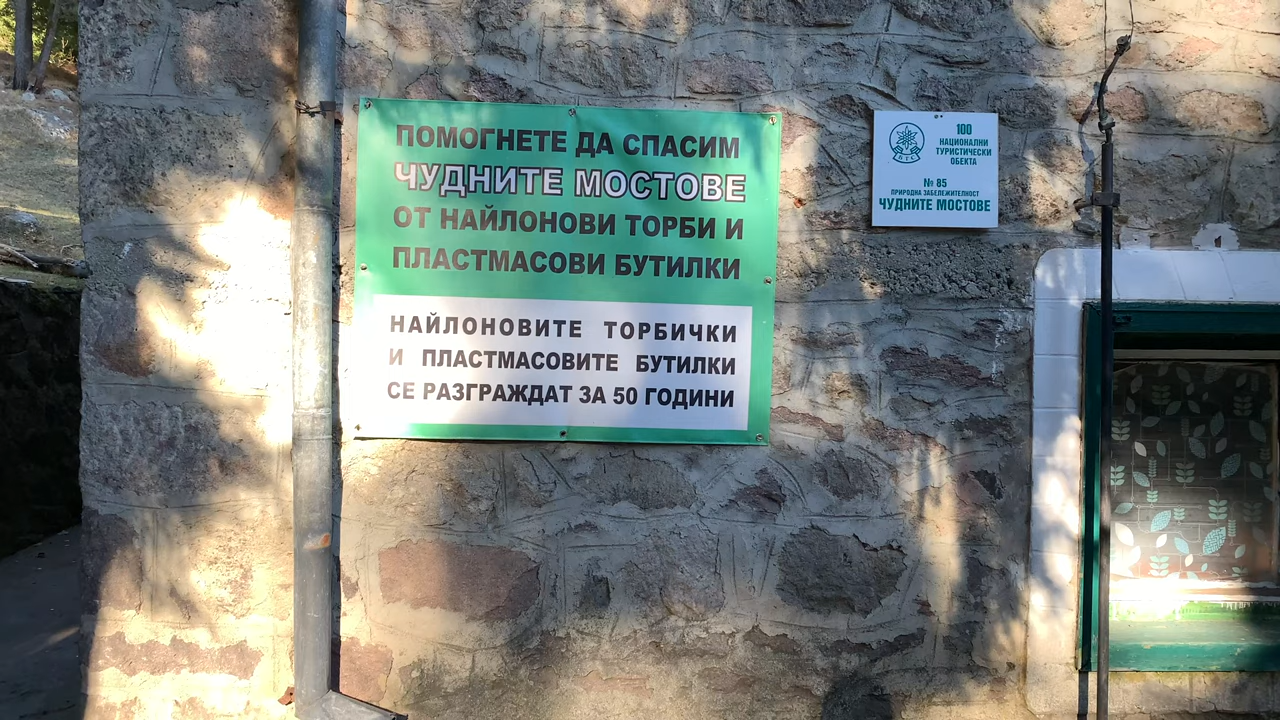 ПОМОГНЕТЕ ДА СПАСИМ
ЧУДНИТЕ МОСТОВЕ
ОТ НАЙЛОНОВИ ТОРБИ И
ПЛАСТМАСОВИ БУТИЛКИ
НАЙЛОНОВИТЕ ТОРБИЧКИ
И ПЛАСТМАСОВИТЕ БУТИЛКИ
СЕ РАЗГРАЖДАТ ЗА 50 ГОДИНИ
БТС
100
НАЦИОНАЛНИ
ТУРИСТИЧЕСКИ
ОБЕКТА
№ 85
ПРИРОДНА ЗАБЕЛЕЖИТЕЛНОСТ
ЧУДНИТЕ МОСТОВЕ